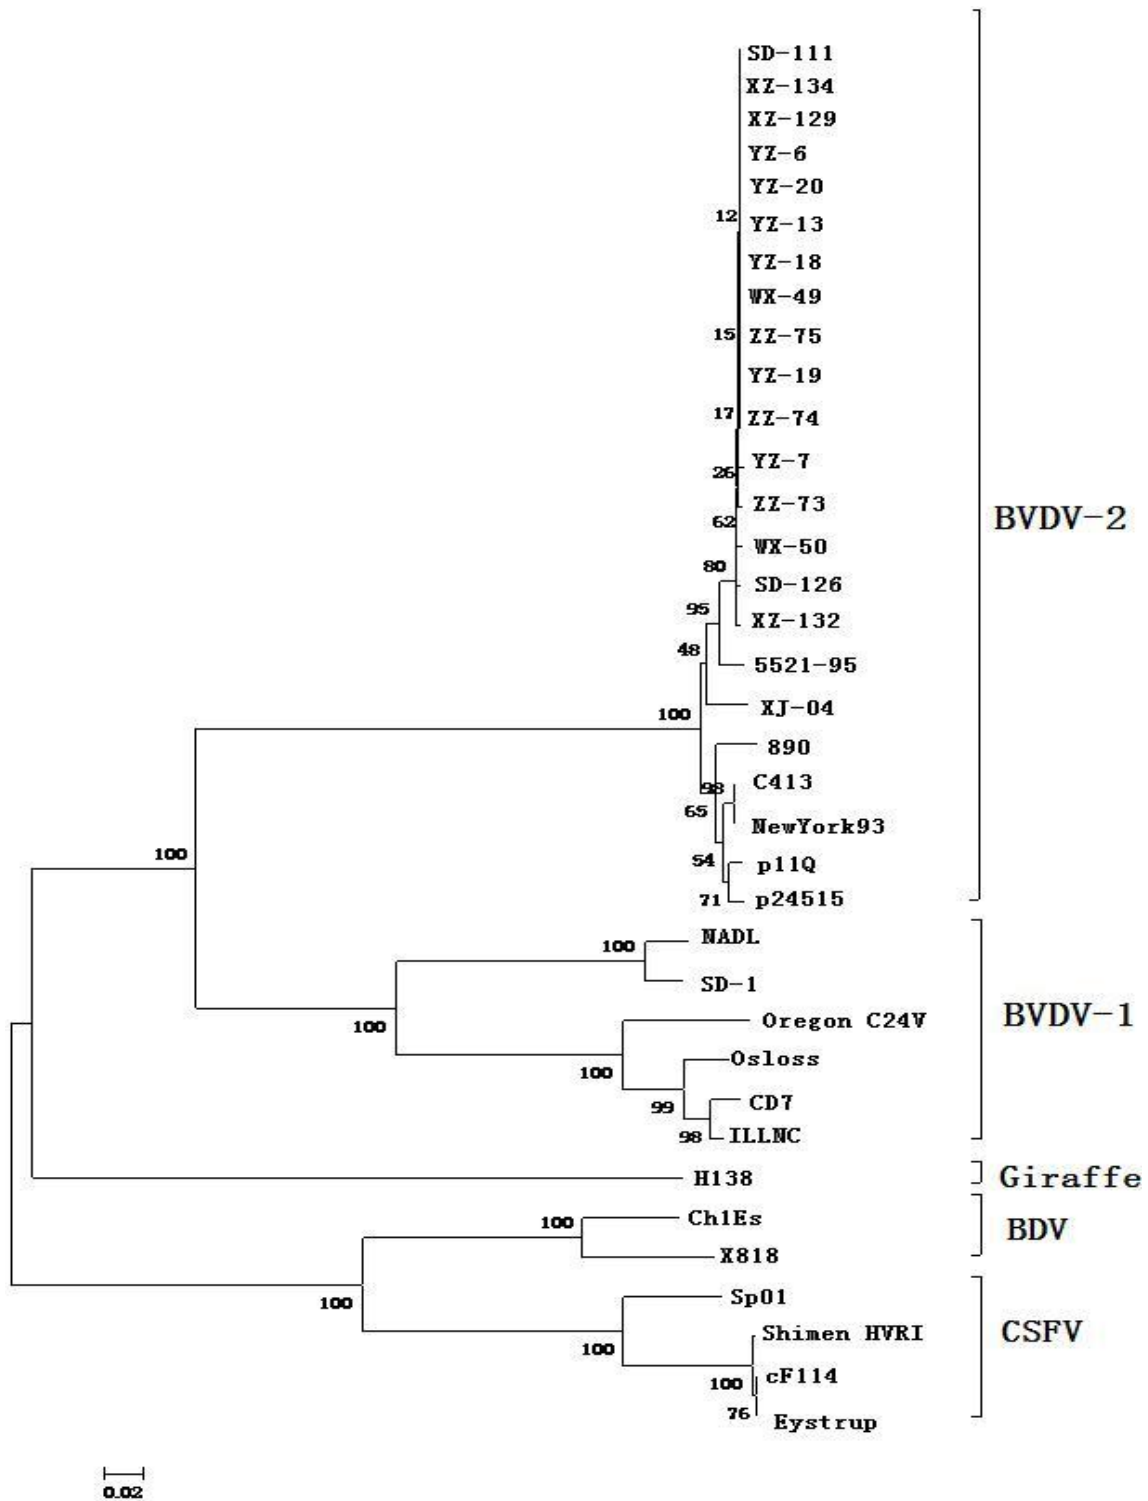 SD-111
XZ-134
XZ-129
YZ-6
YZ-20
12
YZ-13
YZ-18
WX-49
15
ZZ-75
YZ-19
17
ZZ-74
YZ-7
26
ZZ-73
BVDV-2
62
WX-50
80
SD-126
95
XZ-132
48
5521-95
XJ-04
100
890
98
C413
65
NewYork93
100
54
p11Q
71
p24515
NADL
100
SD-1
BVDV-1
100
Oregon C24V
Osloss
100
CD7
99
98
ILLNC
H138
Giraffe
Ch1Es
100
BDV
X818
100
Sp01
Shimen HVRI
CSFV
100
cF114
100
76
Eystrup
0.02